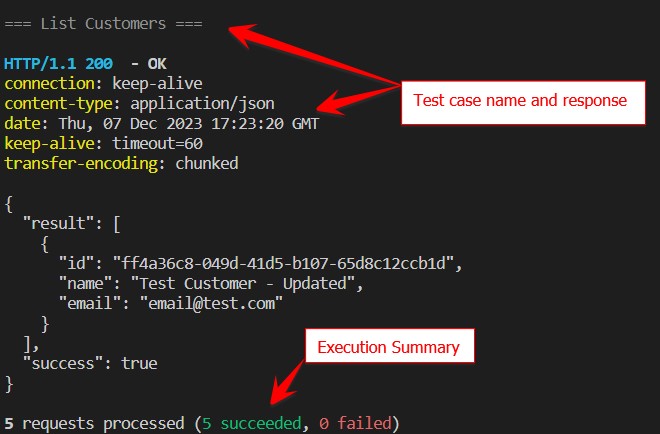 === List Customers ===
HTTP/1.1 200  - OK
connection: keep-alive
content-type: application/json
Test case name and response
date: Thu, 07 Dec 2023 17:23:20 GMT
keep-alive: timeout=60
transfer-encoding: chunked
{
  "result": [
    {
      "id": "ff4a36c8-049d-41d5-b107-65d8c12ccb1d",
      "name": "Test Customer - Updated",
      "email": "email@test.com"
    }
  ],
Execution Summary
  "success": true
}
5 requests processed (5 succeeded, 0 failed)